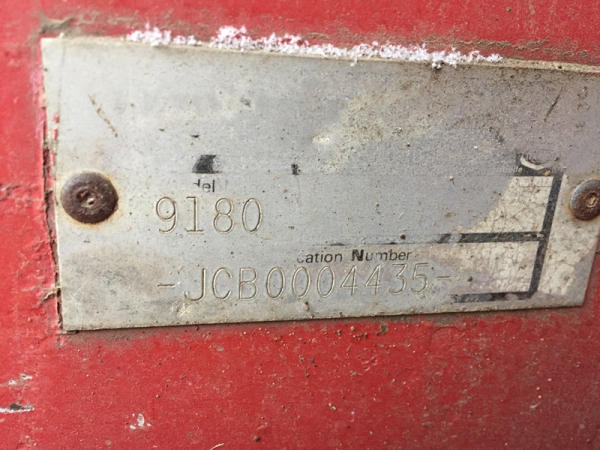 del
9180
cation Number
-JCB0004435-